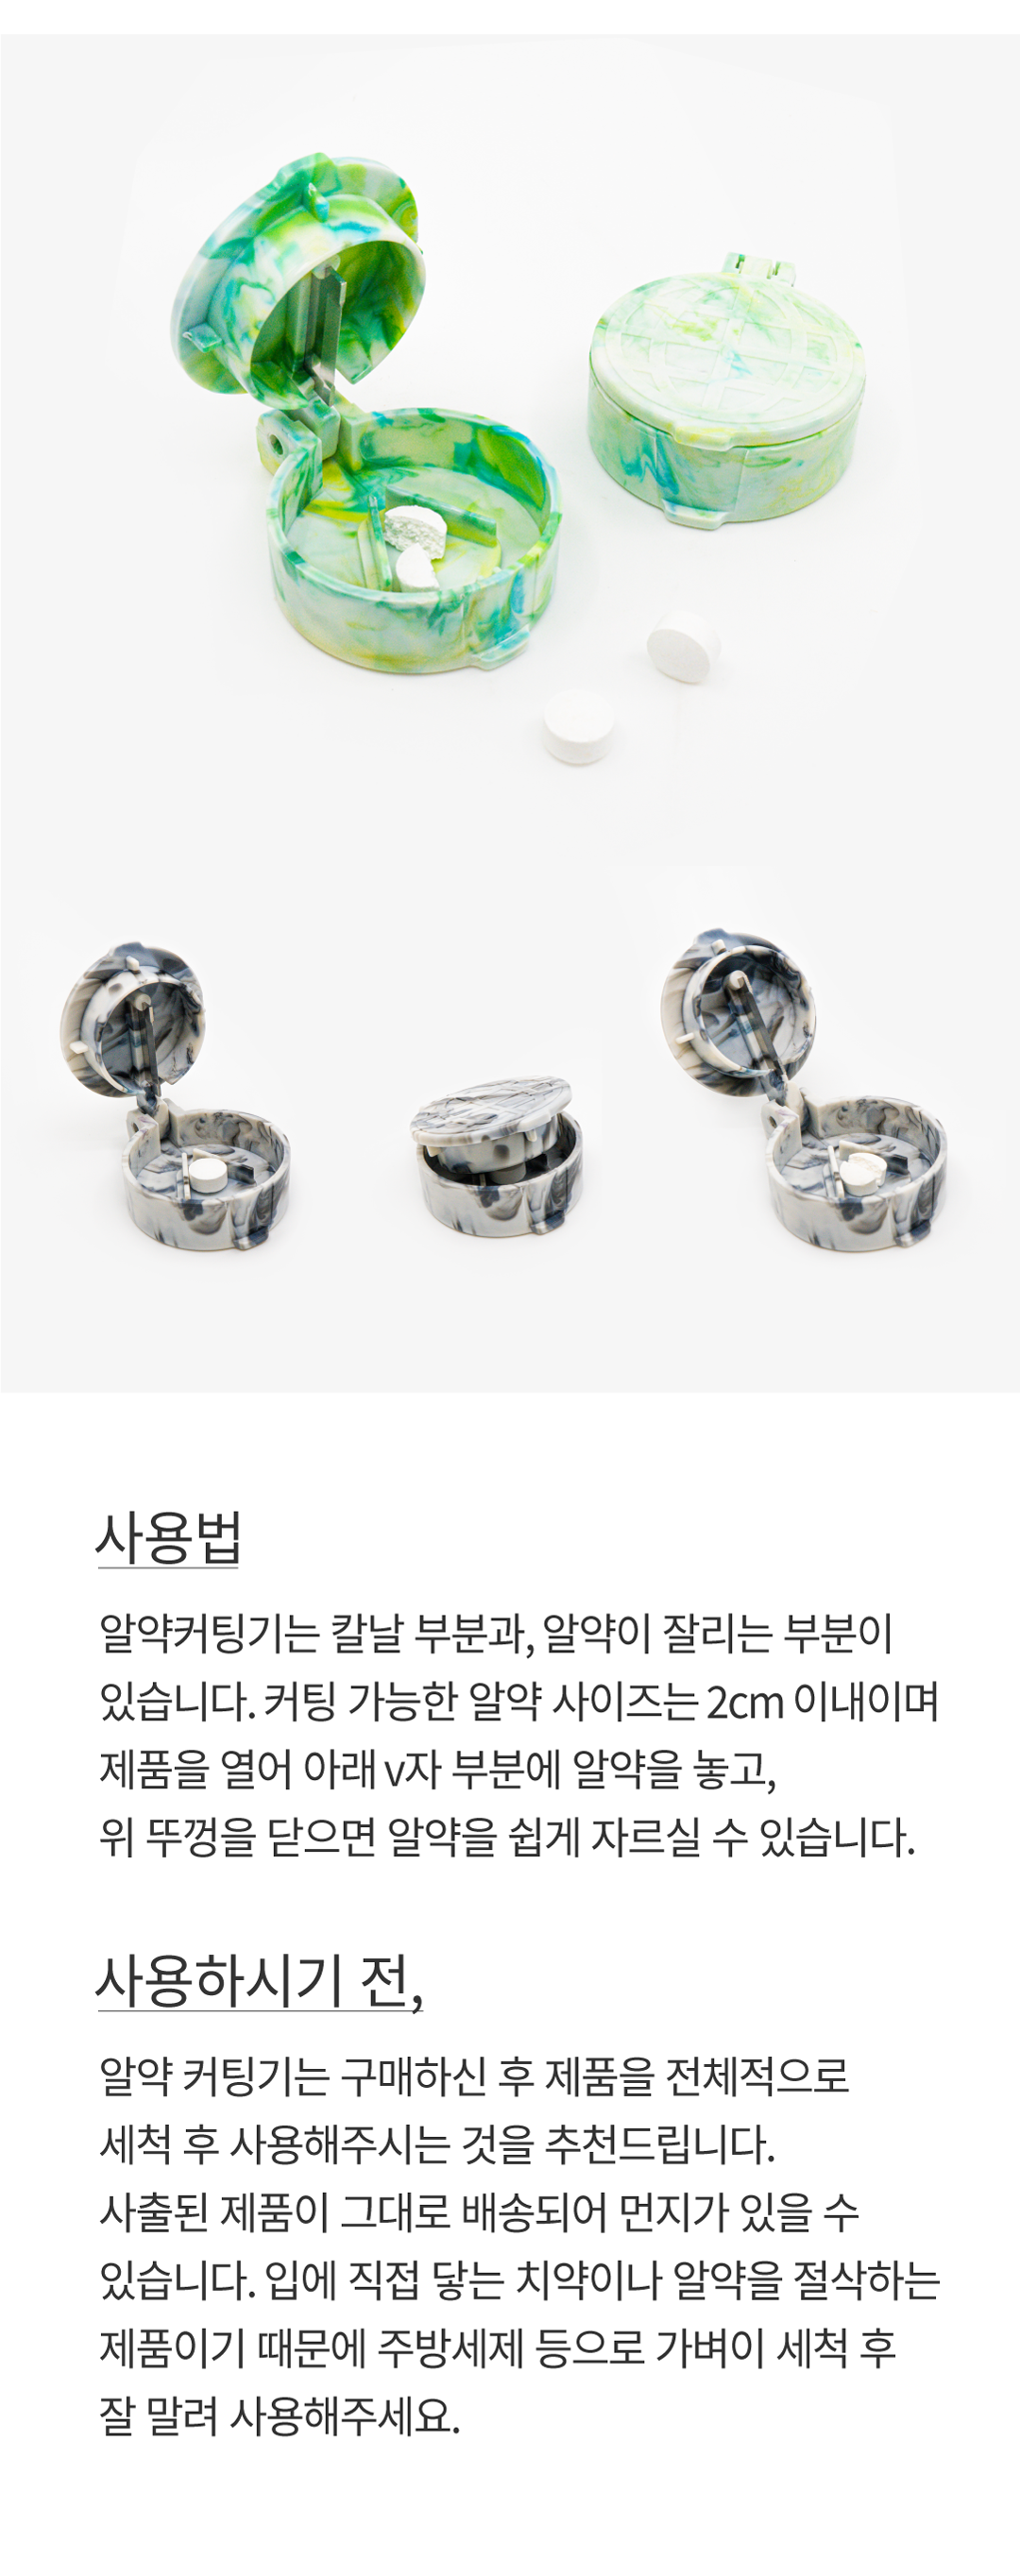 사용법
알약커팅기는 칼날 부분과, 알약이 잘리는 부분이
있습니다. 커팅 가능한 알약 사이즈는 2cm 이내이며
제품을 열어 아래 v자 부분에 알약을 놓고,
위 뚜껑을 닫으면 알약을 쉽게 자르실 수 있습니다.
사용하시기 전,
알약 커팅기는 구매하신 후 제품을 전체적으로
세척 후 사용해주시는 것을 추천드립니다.
사출된 제품이 그대로 배송되어 먼지가 있을 수
있습니다. 입에 직접 닿는 치약이나 알약을 절삭하는
제품이기 때문에 주방세제 등으로 가벼이 세척 후
잘 말려 사용해주세요.